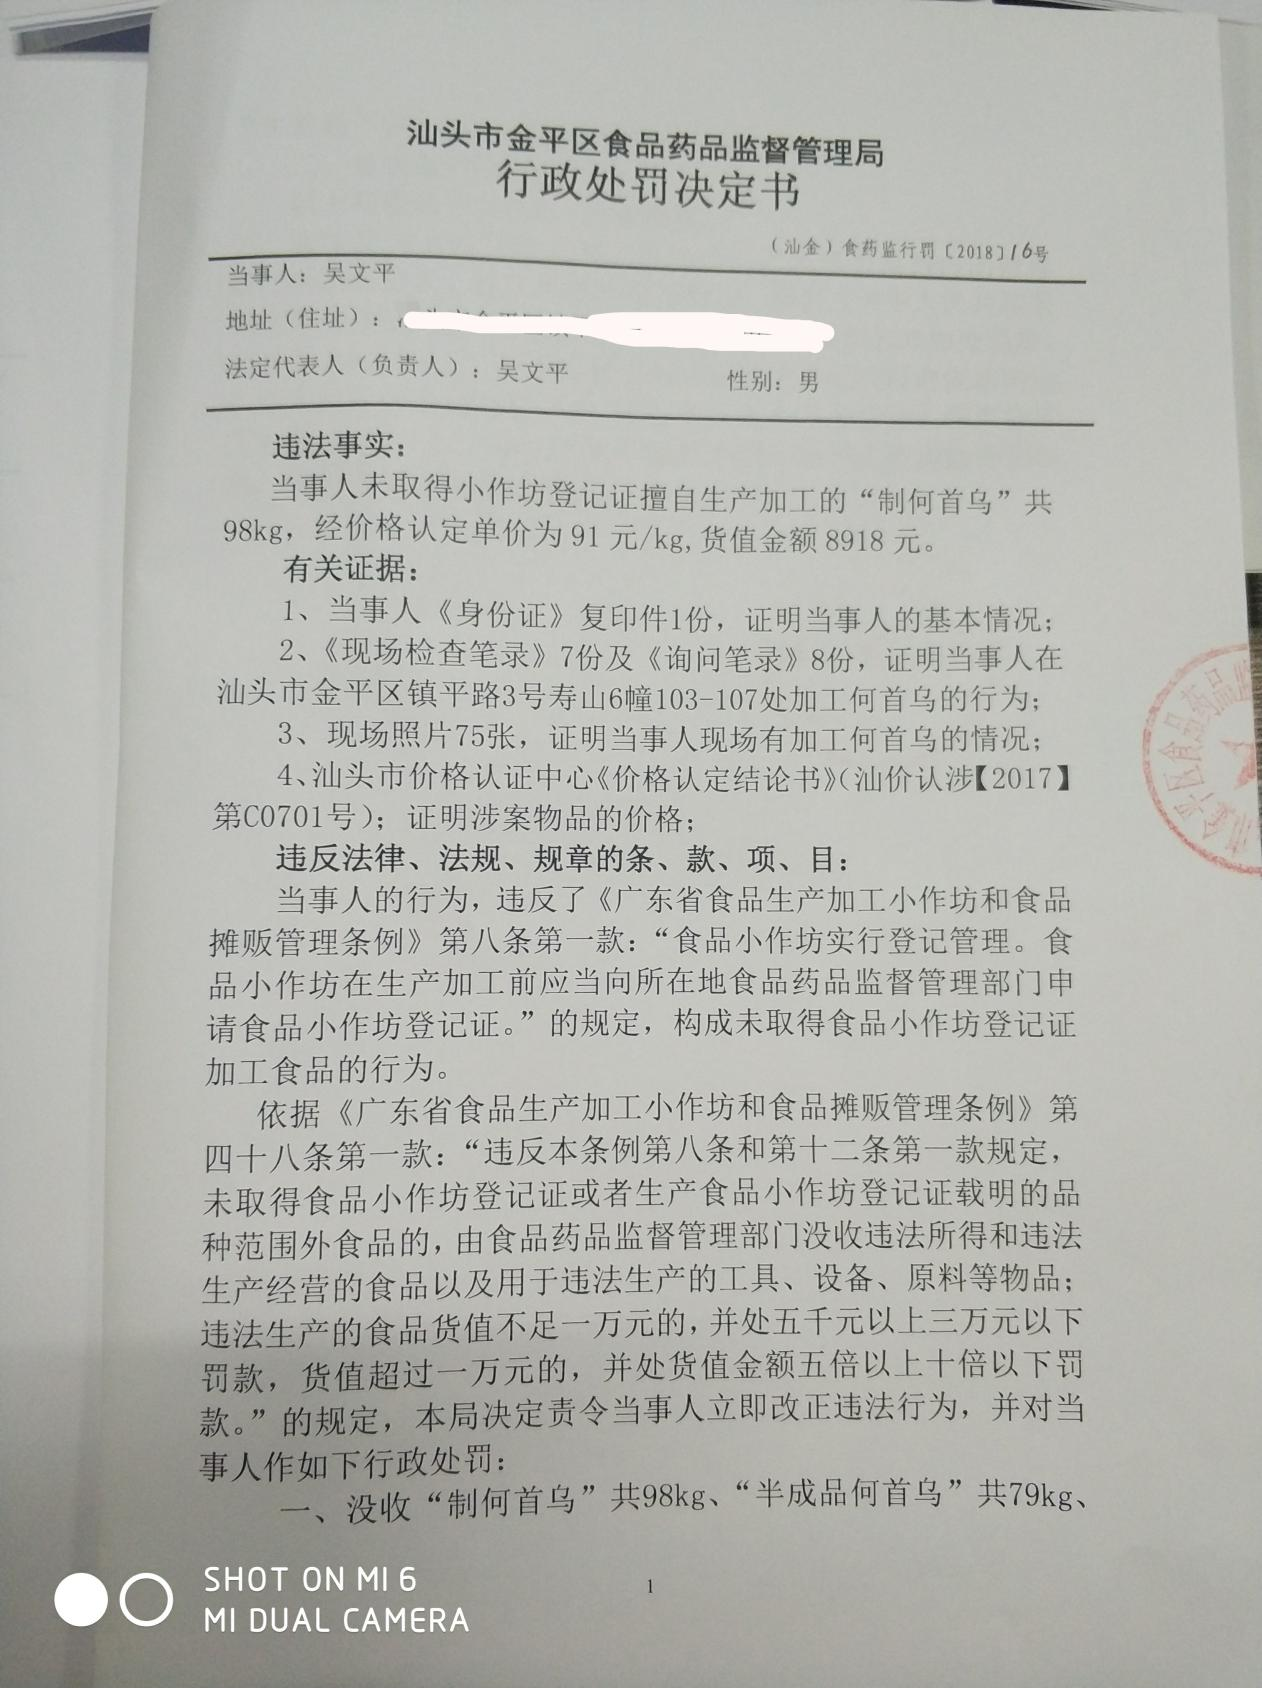 汕头市金平区食品药品监督管理局
行政处罚决定书
（汕金）食药监行罚〔2018〕16号
当事人：吴文平
地址（住址）：
法定代表人（负责人）：吴文平 性别：男
违法事实：
当事人未取得小作坊登记证擅自生产加工的“制何首乌”共
98kg，经价格认定单价为 91 元/kg,货值金额 8918 元。
有关证据：
1、当事人《身份证》复印件1份，证明当事人的基本情况；
2、《现场检查笔录》7份及《询问笔录》8份，证明当事人在
汕头市金平区镇平路3号寿山6幢103-107处加工何首乌的行为；
3、现场照片75张，证明当事人现场有加工何首乌的情况；
4、汕头市价格认证中心《价格认定结论书》（汕价认涉【2017】
第C0701号）；证明涉案物品的价格；
违反法律、法规、规章的条、款、项、目：
当事人的行为，违反了《广东省食品生产加工小作坊和食品
摊贩管理条例》第八条第一款：“食品小作坊实行登记管理。食
品小作坊在生产加工前应当向所在地食品药品监督管理部门申
请食品小作坊登记证。”的规定，构成未取得食品小作坊登记证
加工食品的行为。
依据《广东省食品生产加工小作坊和食品摊贩管理条例》第
四十八条第一款：“违反本条例第八条和第十二条第一款规定，
未取得食品小作坊登记证或者生产食品小作坊登记证载明的品
种范围外食品的，由食品药品监督管理部门没收违法所得和违法
生产经营的食品以及用于违法生产的工具、设备、原料等物品；
违法生产的食品货值不足一万元的，并处五千元以上三万元以下
罚款，货值超过一万元的，并处货值金额五倍以上十倍以下罚
款。”的规定，本局决定责令当事人立即改正违法行为，并对当
事人作如下行政处罚：
一、没收“制何首乌”共98kg、“半成品何首乌”共79kg、
1
SHOT ON MI 6
MI DUAL CAMERA